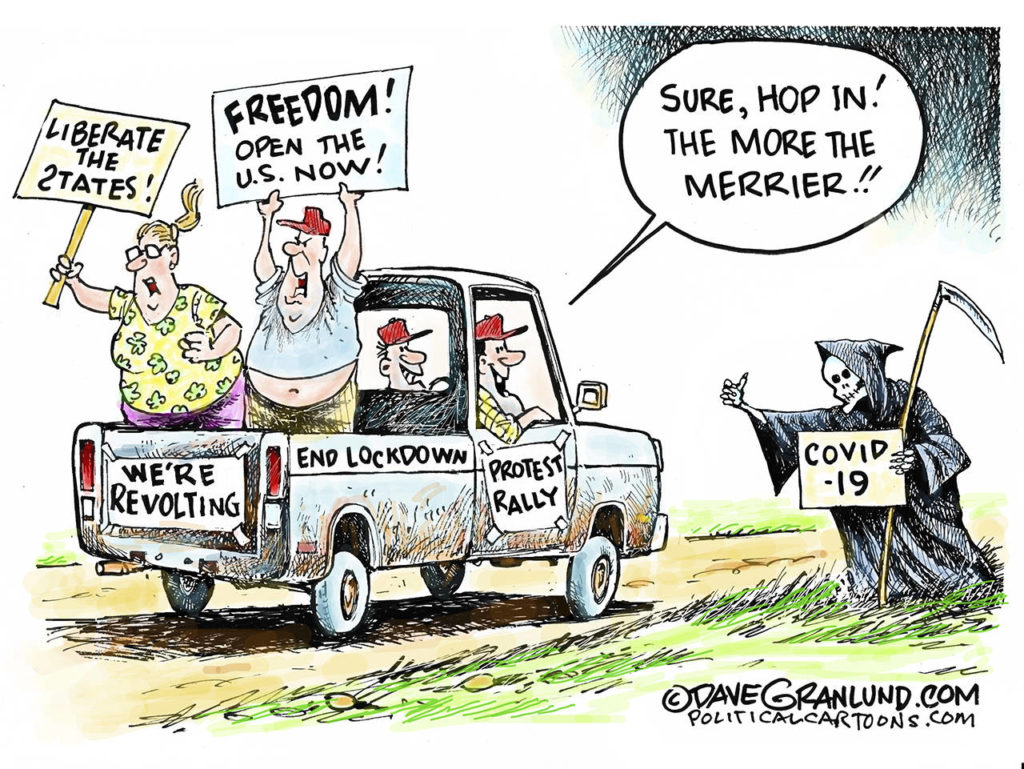 LIBERATE
THE
STATES!
FREEDOM!
OPEN THE
U.S. NOW!
SURE, HOP IN!
THE MORE THE
MERRIER!!
WE'RE
REVOLTING
END LOCKDOWN
PROTEST
RALLY
COVID
-19
©DAVEGRANLUND.COM
POLITICALCARTOONS.COM